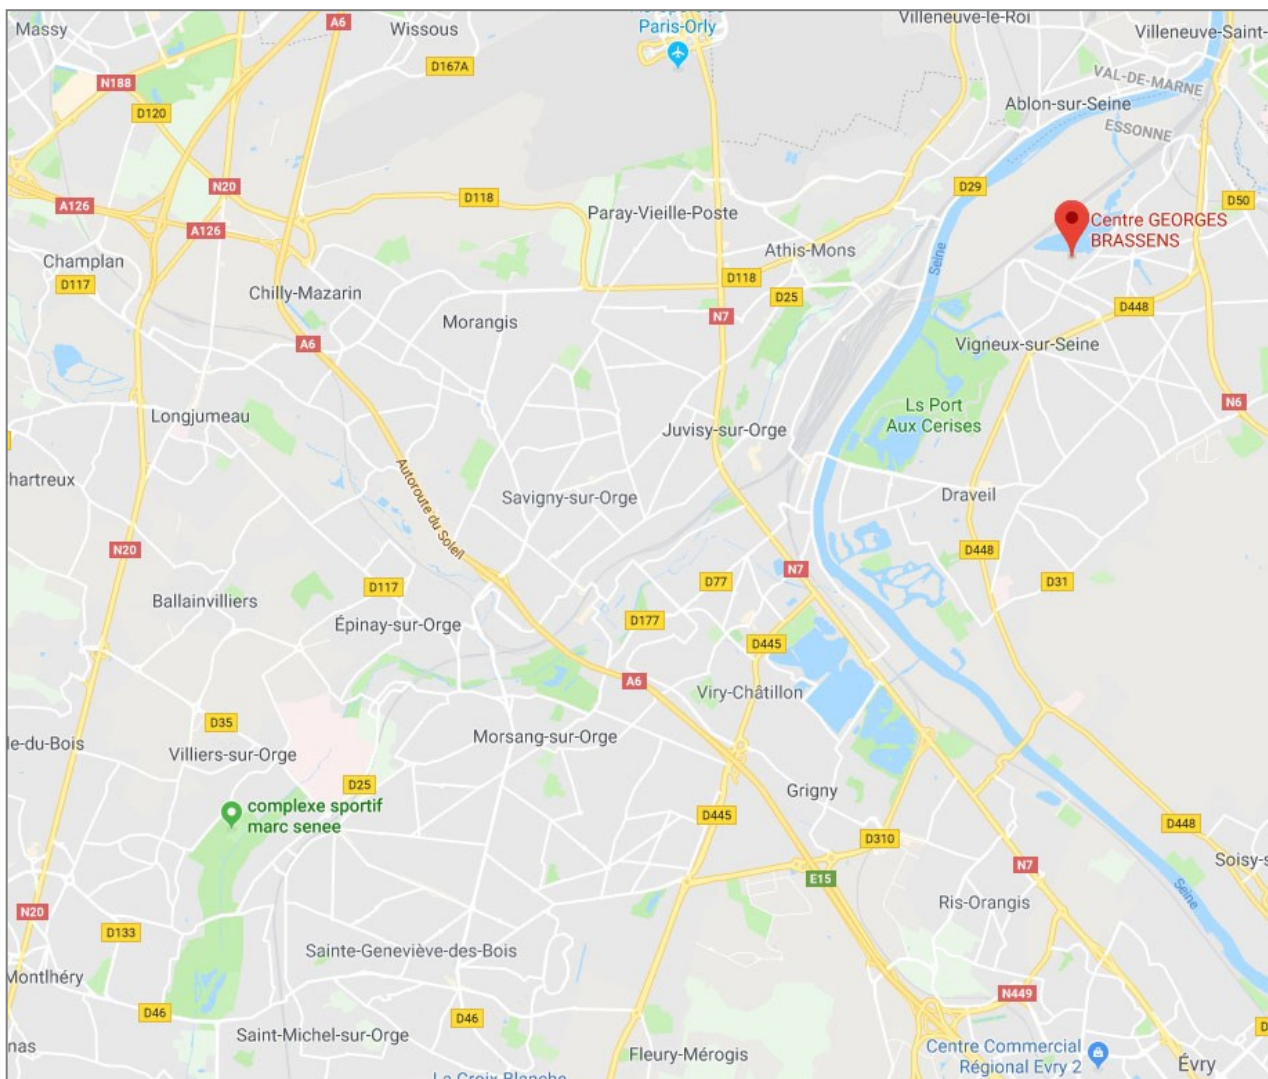 Massy
A6
Wissous
Paris-Orly
Villeneuve-le-Roi
Villeneuve-Saint-
N188
D167A
VAL-DE-MARNE
D120
Ablon-sur-Seine
ESSONNE
N20
D118
D29
D50
A126
A126
Paray-Vieille-Poste
Centre GEORGES
BRASSENS
Champlan
Athis-Mons
Seine
D117
Chilly-Mazarin
D118
D25
D448
Morangis
N7
A6
Vigneux-sur-Seine
N6
Longjumeau
Ls Port
Aux Cerises
Juvisy-sur-Orge
hartreux
Autoroute du Soleil
Savigny-sur-Orge
Draveil
N20
D448
N7
D117
D77
D31
Ballainvilliers
Épinay-sur-Orge
D177
D445
A6
Viry-Châtillon
D35
le-du-Bois
Villiers-sur-Orge
Morsang-sur-Orge
D25
Grigny
complexe sportif
marc senee
D445
D310
D448
E15
N7
Soisy-s
Seine
N20
Ris-Orangis
D133
Sainte-Geneviève-des-Bois
Montlhéry
N449
D46
D46
Saint-Michel-sur-Orge
nas
Fleury-Mérogis
Centre Commercial
Régional Evry 2
Évry
La Croix Blanche